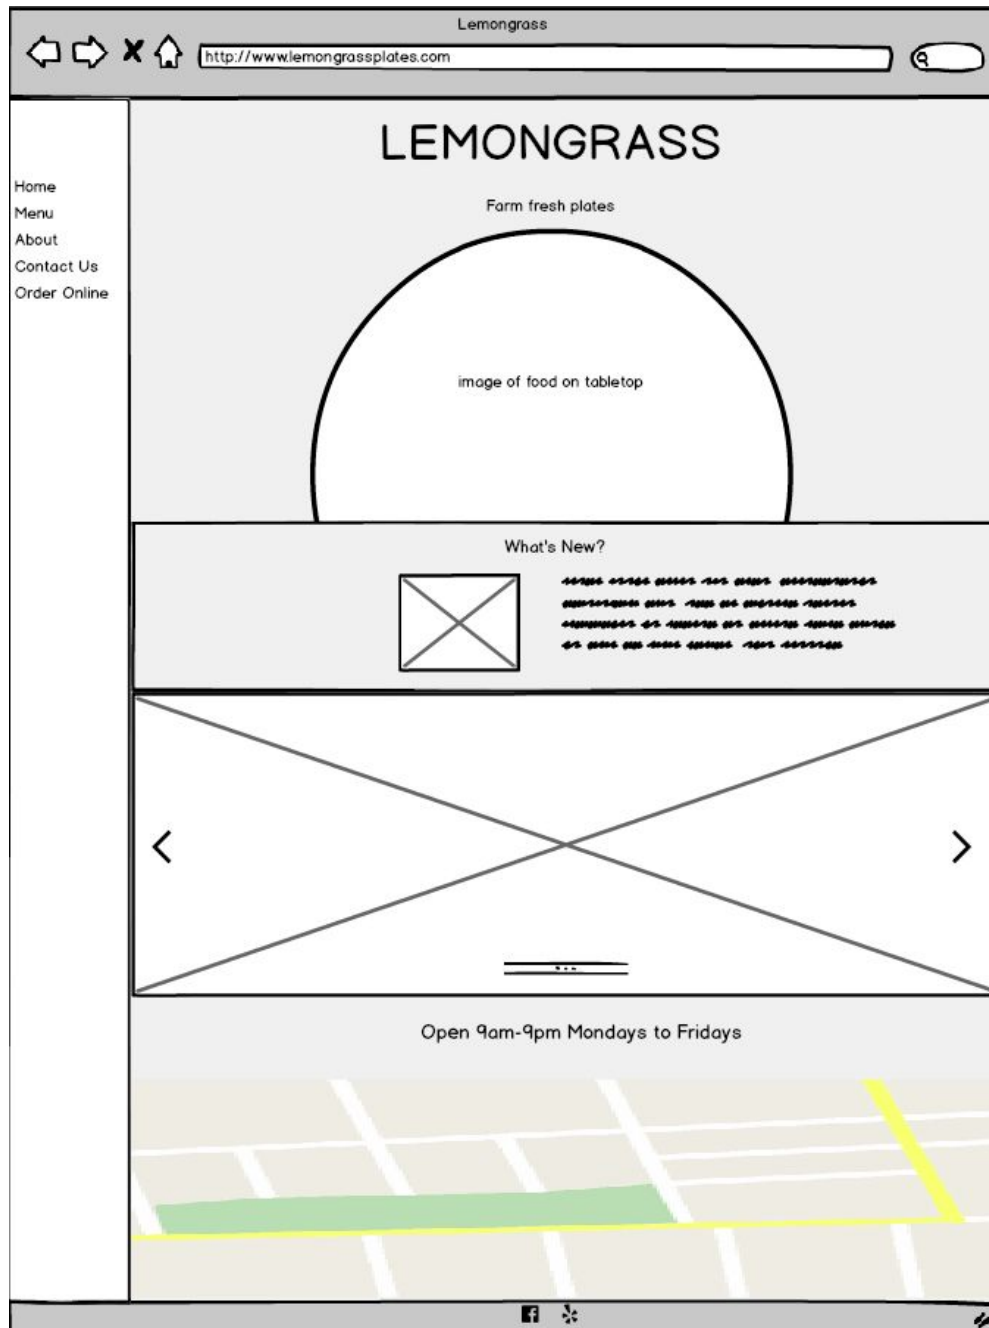 Lemongrass
http://www.lemongrassplates.com
LEMONGRASS
Farm fresh plates
Home
Menu
About
Contact Us
Order Online
image of food on tabletop
What's New?
Open 9am-9pm Mondays to Fridays